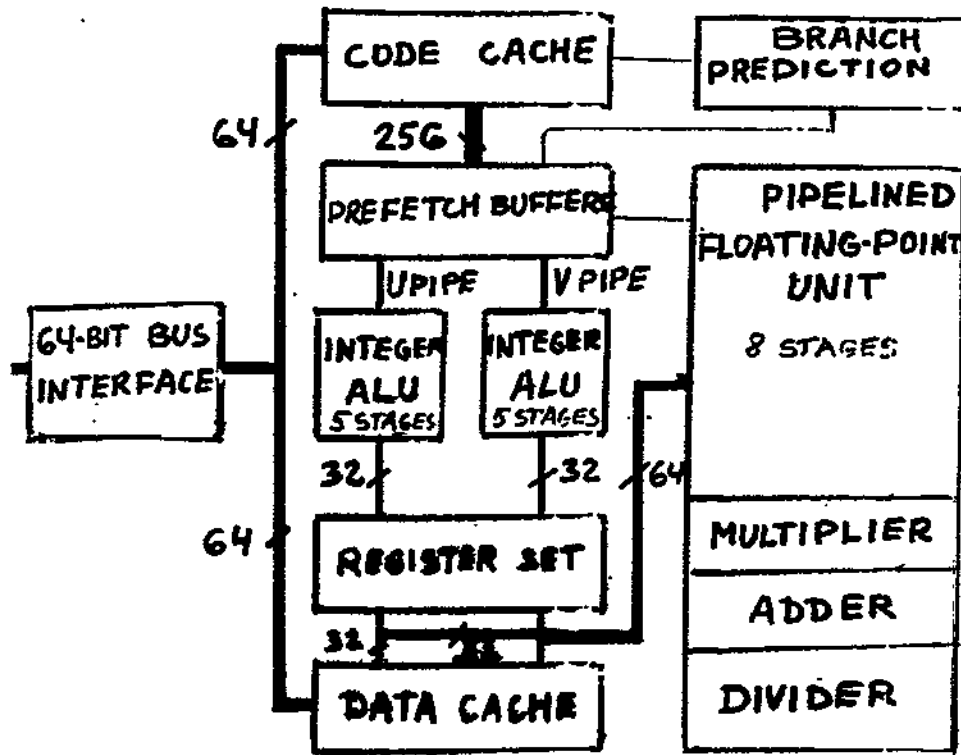 CODE CACHE
BRANCH
PREDICTION
64
256
PREFETCH BUFFERS
PIPELINED
FLOATING-POINT
UNIT
8 STAGES
U PIPE
V PIPE
64-BIT BUS
INTERFACE
INTEGER
ALU
5 STAGES
INTEGER
ALU
5 STAGES
32
32
64
64
REGISTER SET
MULTIPLIER
ADDER
32
DATA CACHE
DIVIDER